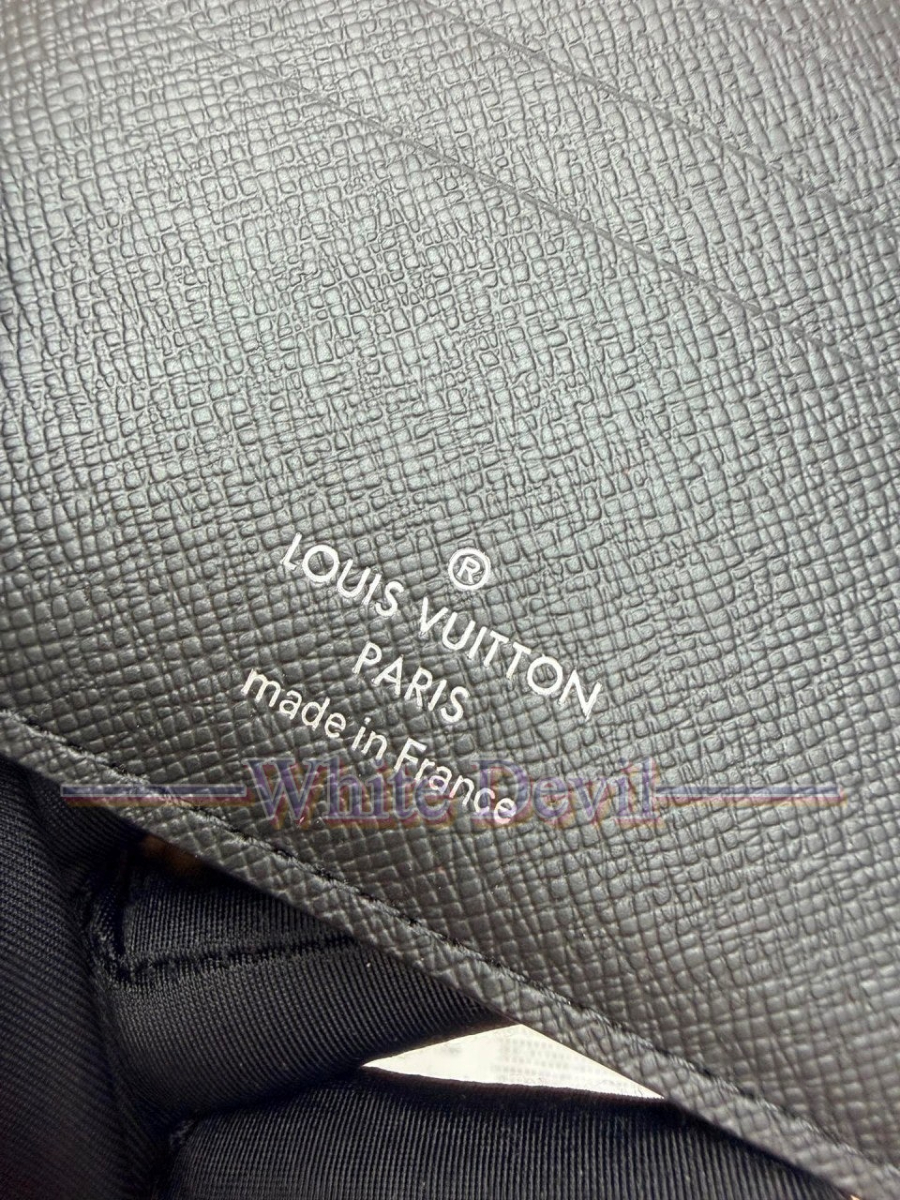 ®
LOUIS VUITTON
PARIS
made in France
White Devil